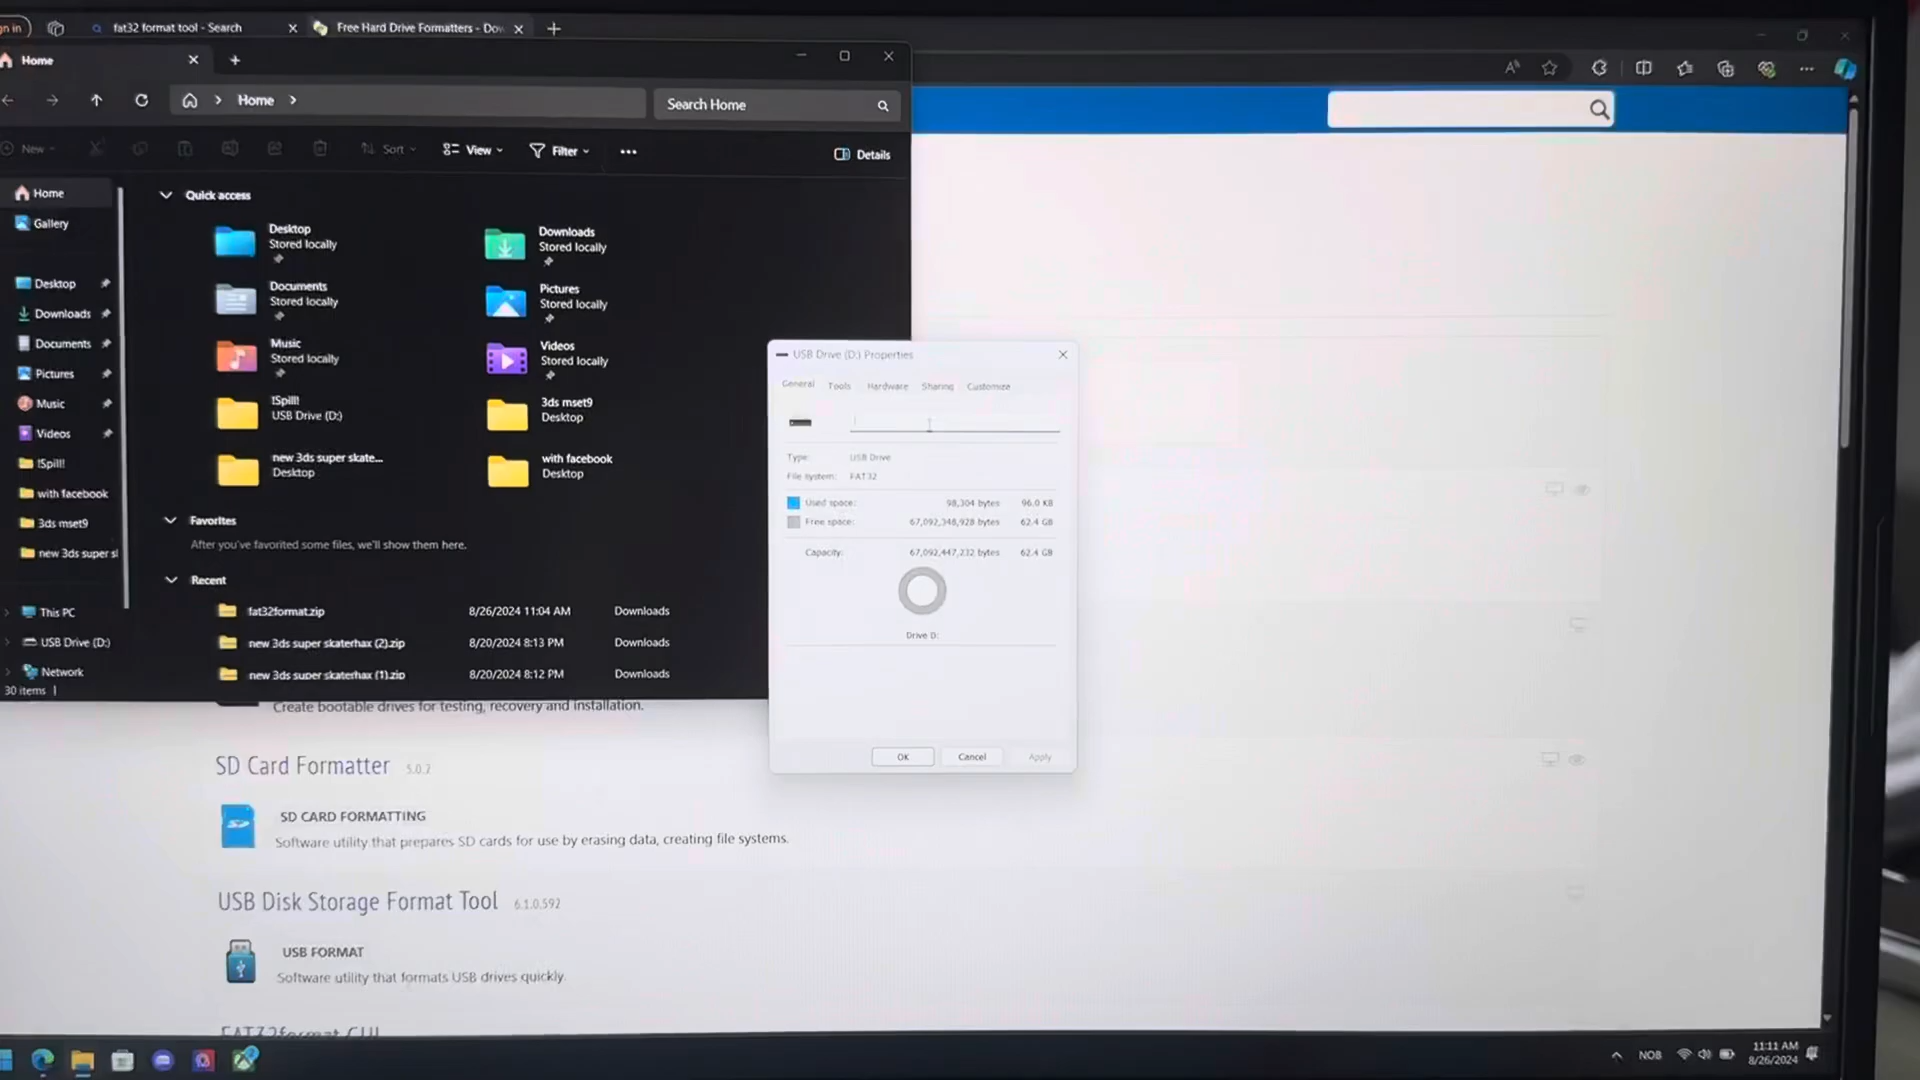 gn in
fat32 format tool - Search
Free Hard Drive Formatters - Dow
Home
Home
Search Home
New
Sort
View
Filter
Details
Home
Gallery
Desktop
Downloads
Documents
Pictures
Music
Videos
!Spill!
with facebook
3ds mset9
new 3ds super sl
This PC
USB Drive (D:)
Network
30 items
Quick access
Desktop
Stored locally
Downloads
Stored locally
Documents
Stored locally
Pictures
Stored locally
Music
Stored locally
Videos
Stored locally
!Spill!
USB Drive (D:)
3ds mset9
Desktop
new 3ds super skate...
Desktop
with facebook
Desktop
Favorites
After you've favorited some files, we'll show them here.
Recent
fat32format.zip 8/26/2024 11:04 AM Downloads
new 3ds super skaterhax (2).zip 8/20/2024 8:13 PM Downloads
new 3ds super skaterhax (1).zip 8/20/2024 8:12 PM Downloads
USB Drive (D:) Properties
General Tools Hardware Sharing Customize
Type: USB Drive
File system: FAT32
Used space: 98,304 bytes 96.0 KB
Free space: 67,092,348,928 bytes 62.4 GB
Capacity: 67,092,447,232 bytes 62.4 GB
Drive D:
OK Cancel Apply
Create bootable drives for testing, recovery and installation.
SD Card Formatter 5.0.2
SD CARD FORMATTING
Software utility that prepares SD cards for use by erasing data, creating file systems.
USB Disk Storage Format Tool 6.1.0.592
USB FORMAT
Software utility that formats USB drives quickly.
FAT32format GUI
NOB
11:11 AM
8/26/2024